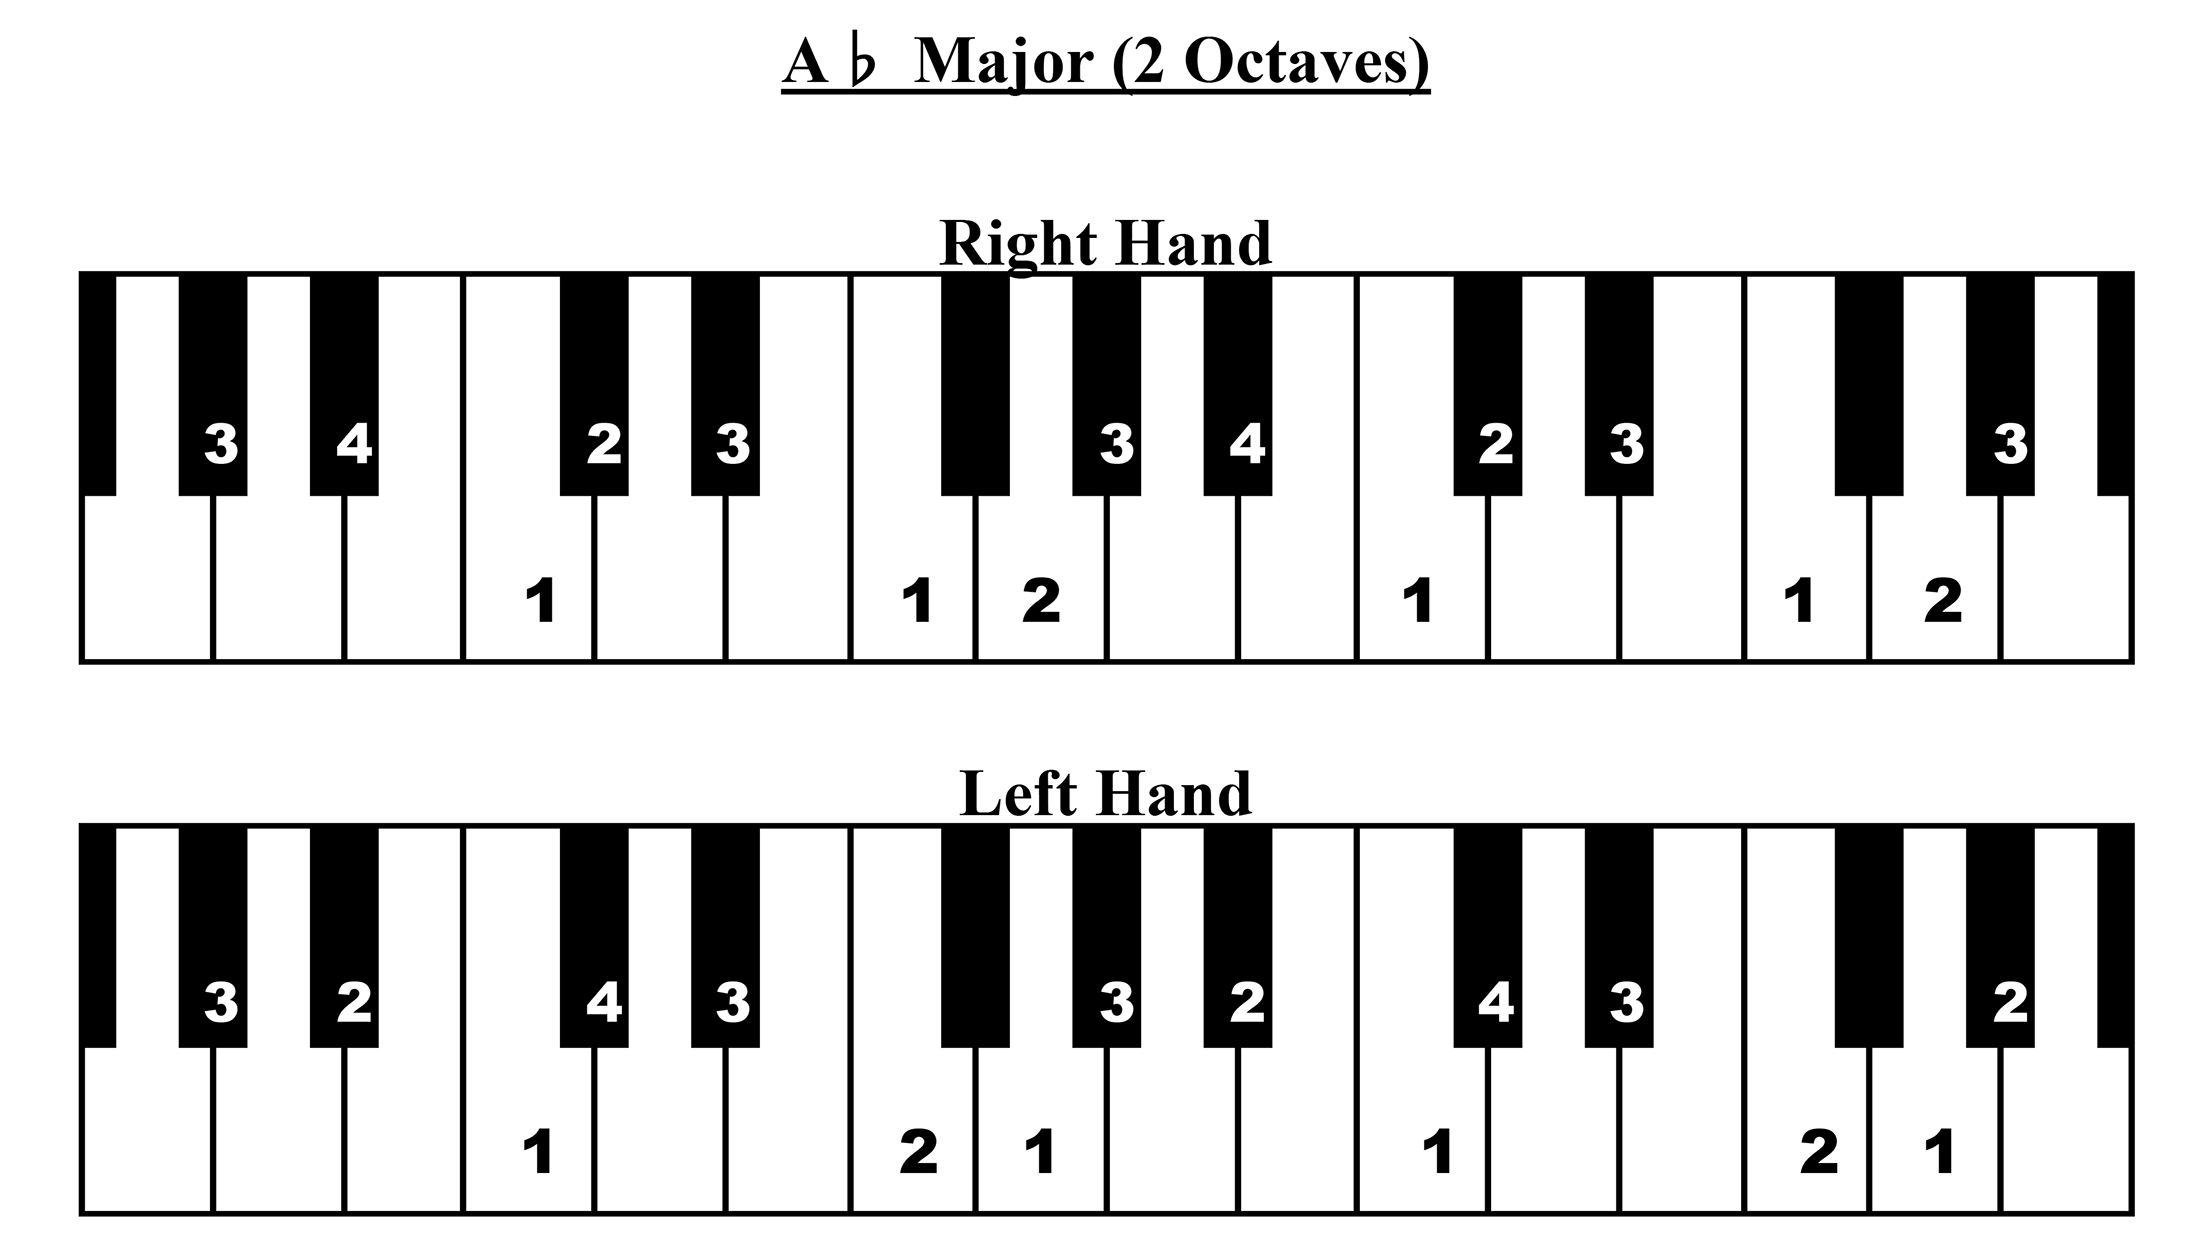 A♭ Major (2 Octaves)
Right Hand
3 4 2 3 3 4 2 3 3
1 1 2 1 1 2
Left Hand
3 2 4 3 3 2 4 3 2
1 2 1 1 2 1